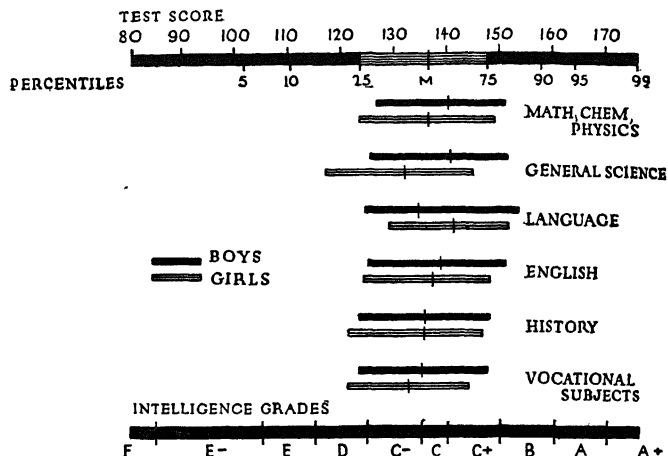 TEST SCORE
80 90 100 110 120 130 140 150 160 170
PERCENTILES 5 10 25 M 75 90 95 99
MATH, CHEM,
PHYSICS
GENERAL SCIENCE
LANGUAGE
BOYS
GIRLS
ENGLISH
HISTORY
VOCATIONAL
SUBJECTS
INTELLIGENCE GRADES
F E- E D C- C C+ B A A+